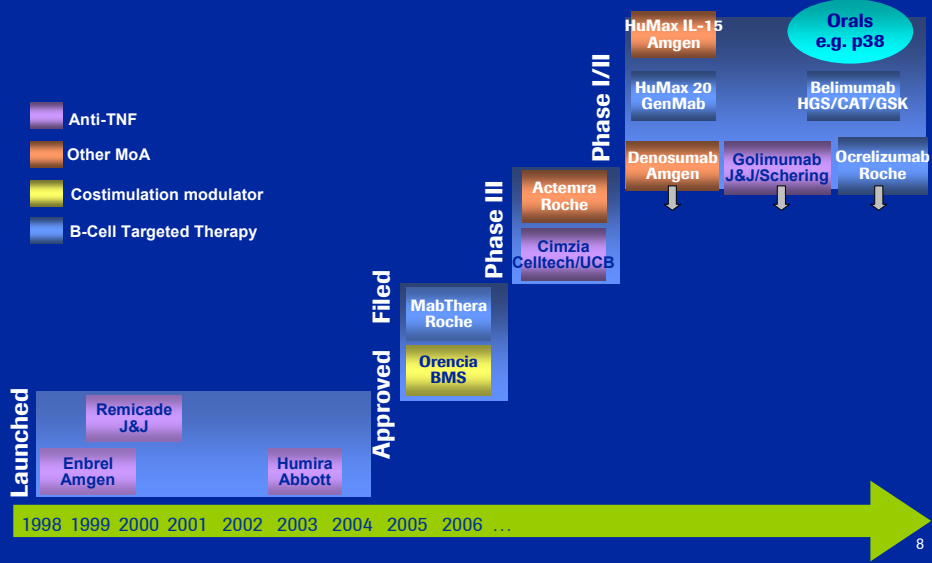 Anti-TNF
Other MoA
Costimulation modulator
B-Cell Targeted Therapy
Launched
Remicade
J&J
Enbrel
Amgen
Humira
Abbott
Approved
Filed
MabThera
Roche
Orencia
BMS
Phase III
Actemra
Roche
Cimzia
Celltech/UCB
Phase I/II
HuMax IL-15
Amgen
Orals
e.g. p38
HuMax 20
GenMab
Belimumab
HGS/CAT/GSK
Denosumab
Amgen
Golimumab
J&J/Schering
Ocrelizumab
Roche
1998 1999 2000 2001 2002 2003 2004 2005 2006 ...
8